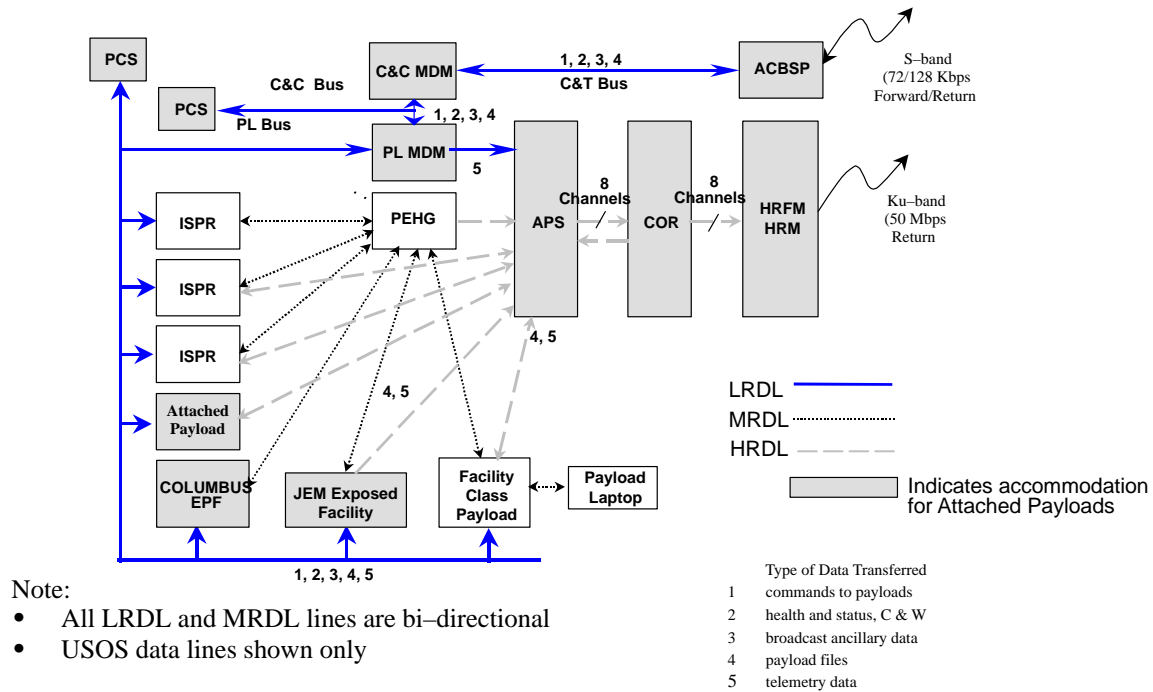 PCS
C&C MDM
1, 2, 3, 4
C&T Bus
ACBSP
S–band
(72/128 Kbps
Forward/Return
C&C Bus
PCS
PL Bus
1, 2, 3, 4
PL MDM
5
ISPR
PEHG
APS
8
Channels
COR
8
Channels
HRFM
HRM
Ku–band
(50 Mbps
Return
ISPR
ISPR
4, 5
4, 5
Attached
Payload
COLUMBUS
EPF
JEM Exposed
Facility
Facility
Class
Payload
Payload
Laptop
LRDL
MRDL
HRDL
Indicates accommodation
for Attached Payloads
1, 2, 3, 4, 5
Note:
• All LRDL and MRDL lines are bi–directional
• USOS data lines shown only
Type of Data Transferred
1 commands to payloads
2 health and status, C & W
3 broadcast ancillary data
4 payload files
5 telemetry data